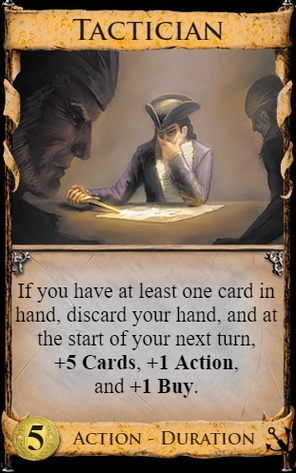 TACTICIAN
If you have at least one card in
hand, discard your hand, and at
the start of your next turn,
+5 Cards, +1 Action,
and +1 Buy.
5
ACTION - DURATION